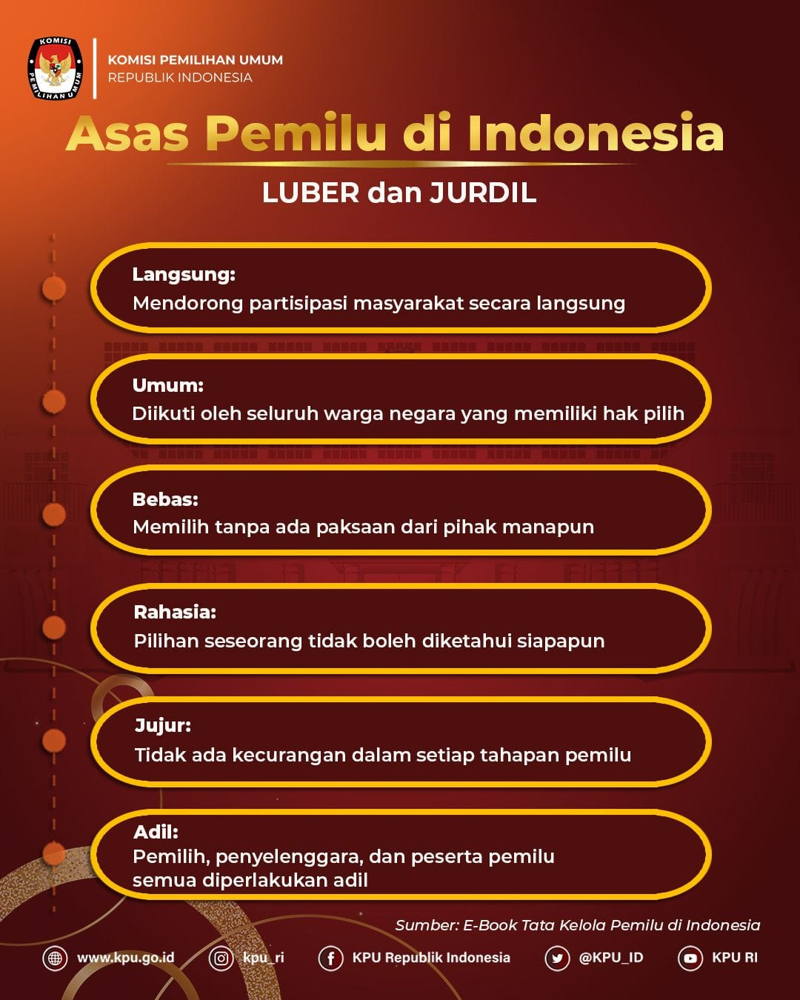 KOMISI
PEMILIHAN UMUM
KOMISI PEMILIHAN UMUM
REPUBLIK INDONESIA
Asas Pemilu di Indonesia
LUBER dan JURDIL
Langsung:
Mendorong partisipasi masyarakat secara langsung
Umum:
Diikuti oleh seluruh warga negara yang memiliki hak pilih
Bebas:
Memilih tanpa ada paksaan dari pihak manapun
Rahasia:
Pilihan seseorang tidak boleh diketahui siapapun
Jujur:
Tidak ada kecurangan dalam setiap tahapan pemilu
Adil:
Pemilih, penyelenggara, dan peserta pemilu
semua diperlakukan adil
Sumber: E-Book Tata Kelola Pemilu di Indonesia
www.kpu.go.id
kpu_ri
KPU Republik Indonesia
@KPU_ID
KPU RI